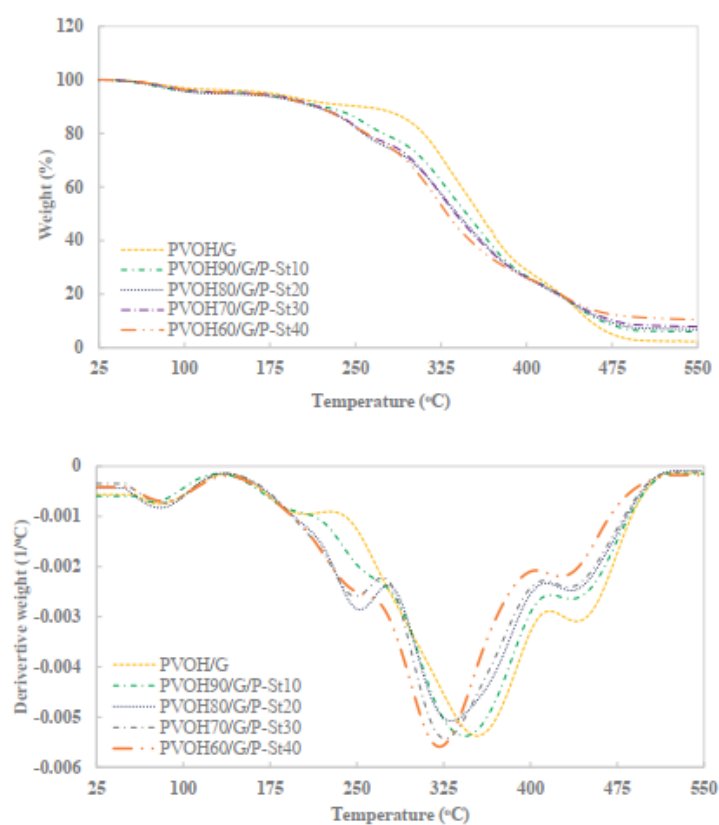 120
100
80
60
40
20
0
Weight (%)
PVOH/G
PVOH90/G/P-St10
PVOH80/G/P-St20
PVOH70/G/P-St30
PVOH60/G/P-St40
25 100 175 250 325 400 475 550
Temperature (°C)
0
-0.001
-0.002
-0.003
-0.004
-0.005
-0.006
Derivertive weight (1/°C)
PVOH/G
PVOH90/G/P-St10
PVOH80/G/P-St20
PVOH70/G/P-St30
PVOH60/G/P-St40
25 100 175 250 325 400 475 550
Temperature (°C)